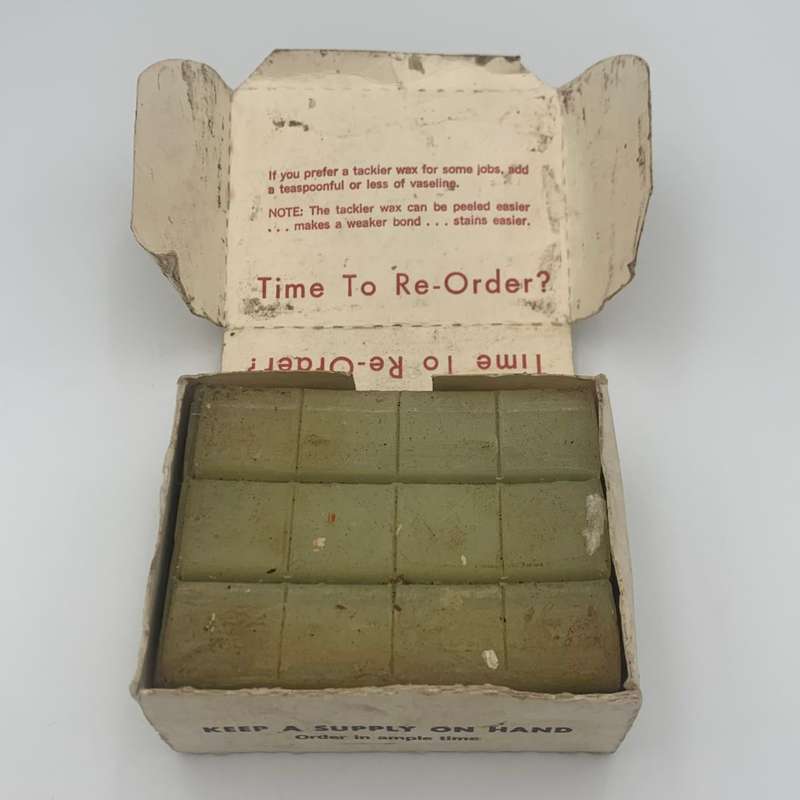 If you prefer a tackier wax for some jobs, add
a teaspoonful or less of vaseline.
NOTE: The tackier wax can be peeled easier
. . . makes a weaker bond . . . stains easier.
Time To Re-Order?
Time To Re-Order?
KEEP A SUPPLY ON HAND
Order in ample time